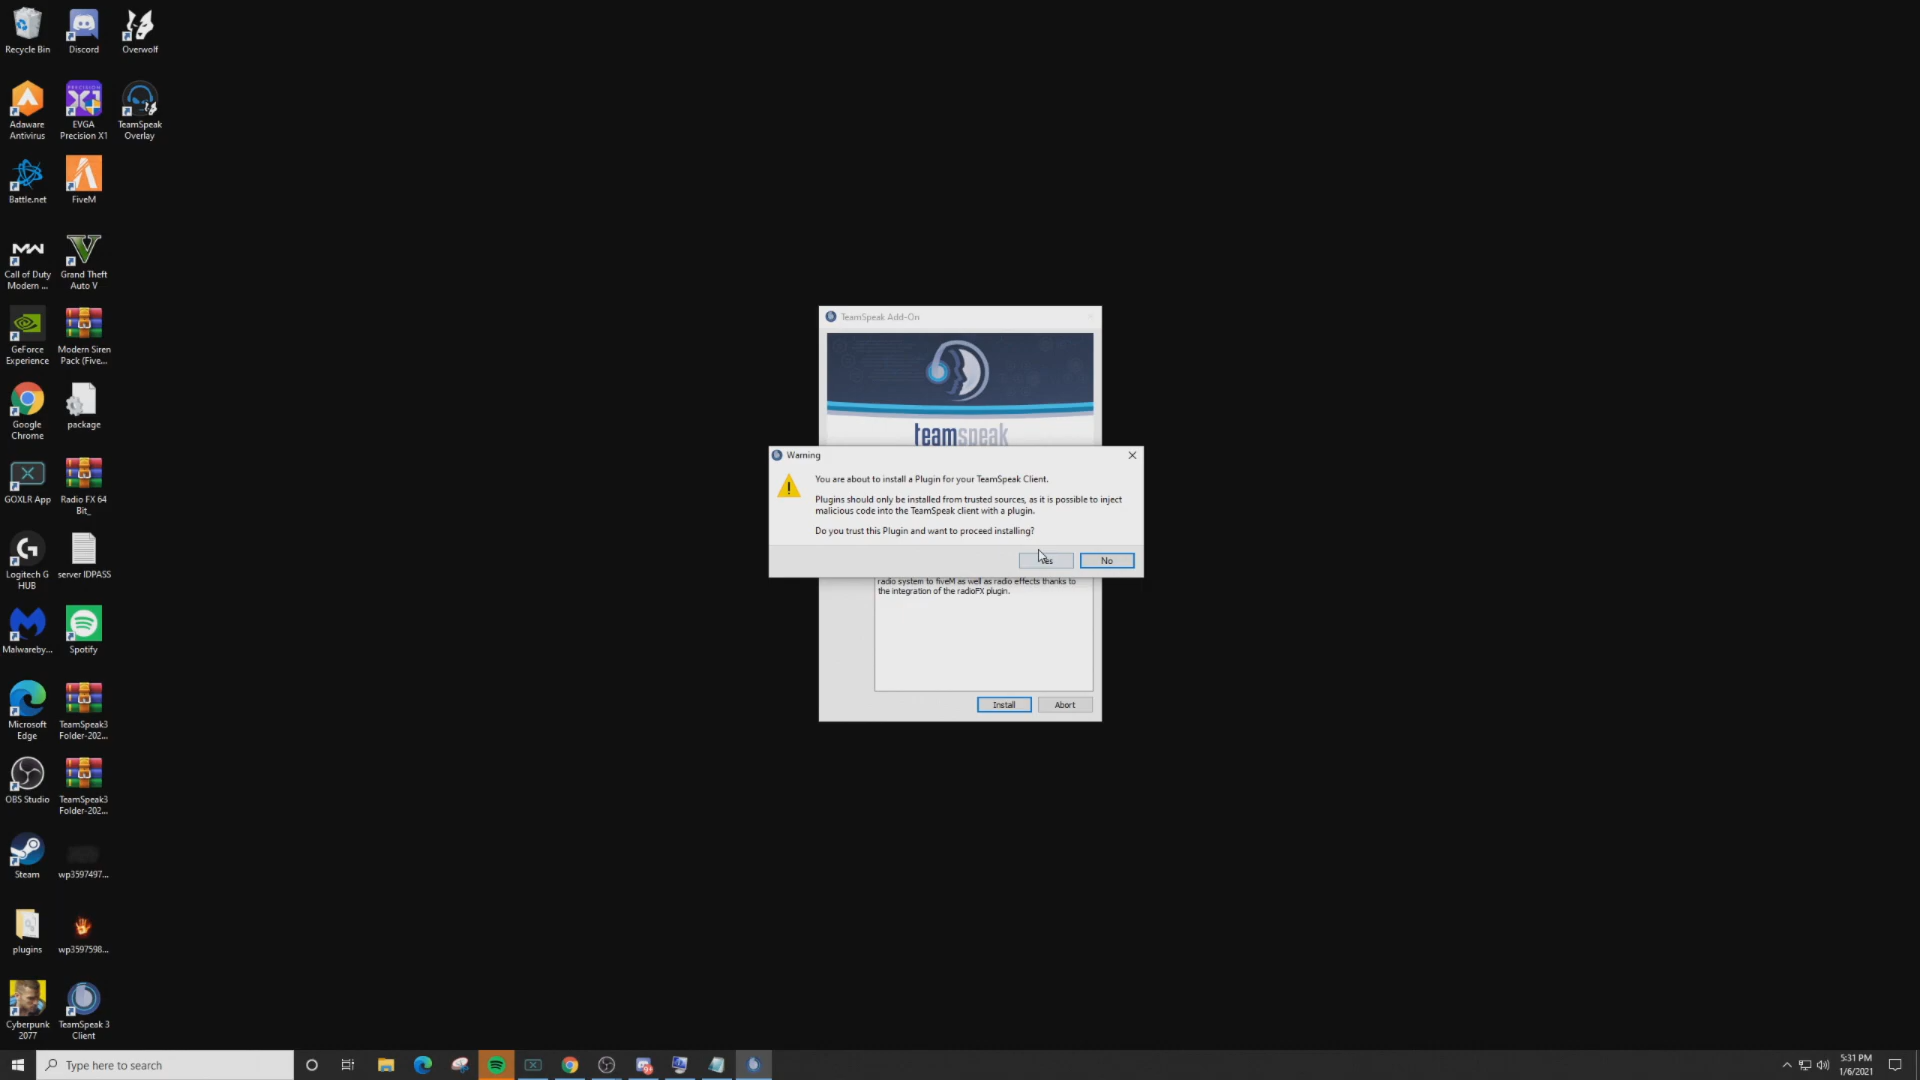 Recycle Bin
Discord
Overwolf
Adaware
Antivirus
PRECISION
EVGA
Precision X1
TeamSpeak
Overlay
Battle.net
FiveM
MW
Call of Duty
Modern ...
Grand Theft
Auto V
GeForce
Experience
Modern Siren
Pack (Five...
Google
Chrome
package
GOXLR App
Radio FX 64
Bit_
Logitech G
HUB
server IDPASS
Malwareby...
Spotify
Microsoft
Edge
TeamSpeak3
Folder-202...
OBS Studio
TeamSpeak3
Folder-202...
Steam
wp3597497...
plugins
wp3597598...
Cyberpunk
2077
TeamSpeak 3
Client
TeamSpeak Add-On
teamspeak
Warning
You are about to install a Plugin for your TeamSpeak Client.
Plugins should only be installed from trusted sources, as it is possible to inject
malicious code into the TeamSpeak client with a plugin.
Do you trust this Plugin and want to proceed installing?
Yes
No
radio system to fiveM as well as radio effects thanks to
the integration of the radioFX plugin.
Install
Abort
Type here to search
5:31 PM
1/6/2021